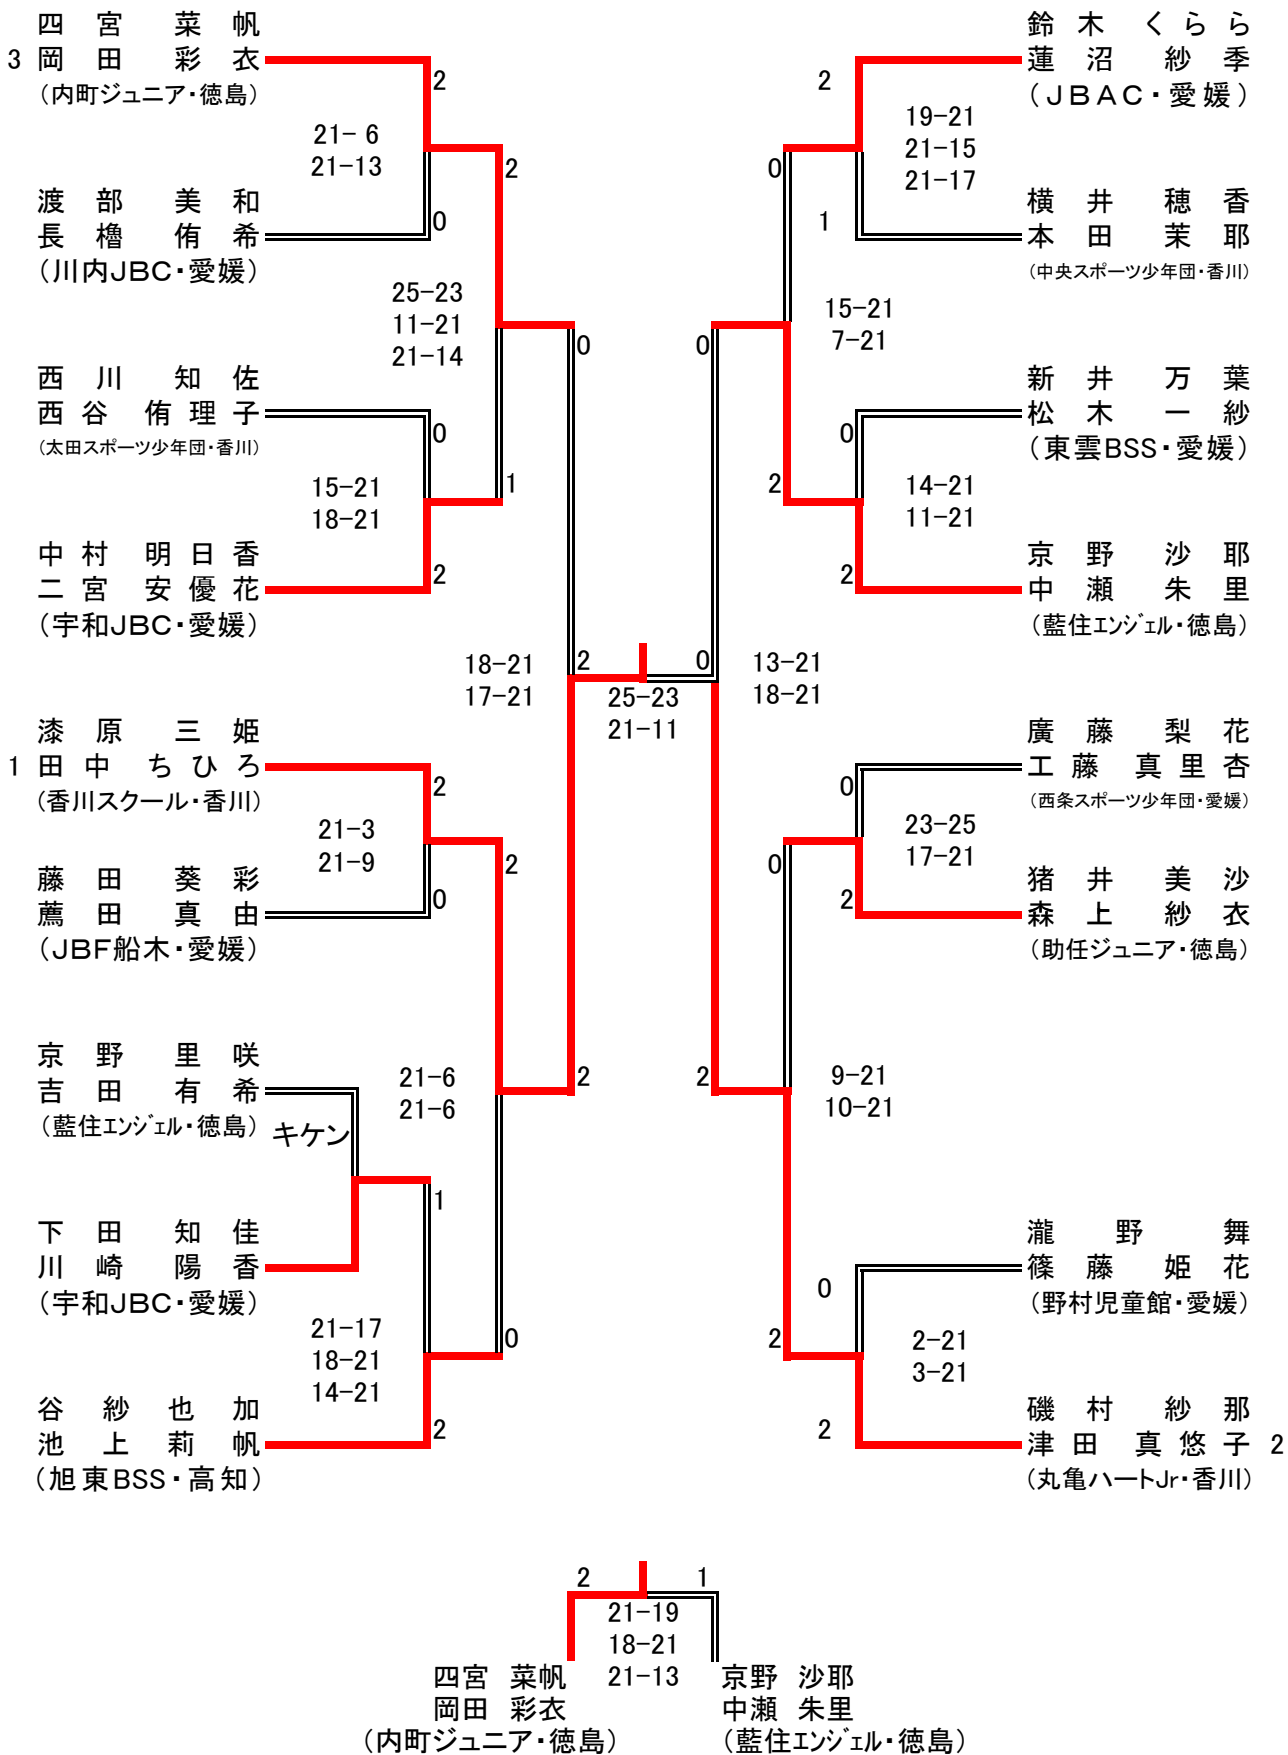 四宮 菜帆
3 岡田 彩衣
(内町ジュニア・徳島)
2
21- 6
21-13
2
渡部 美和
長櫓 侑希
(川内JBC・愛媛)
0
25-23
11-21
21-14
0
西川 知佐
西谷 侑理子
(太田スポーツ少年団・香川)
0
1
15-21
18-21
中村 明日香
二宮 安優花
(宇和JBC・愛媛)
2
18-21
17-21
2
漆原 三姫
1 田中 ちひろ
(香川スクール・香川)
2
21-3
21-9
2
藤田 葵彩
薦田 真由
(JBF船木・愛媛)
0
京野 里咲
吉田 有希
(藍住エンジェル・徳島)
キケン
21-6
21-6
2
1
下田 知佳
川崎 陽香
(宇和JBC・愛媛)
21-17
18-21
14-21
0
谷 紗也加
池上 莉帆
(旭東BSS・高知)
2
25-23
21-11
鈴木 くらら
蓮沼 紗季
(JBAC・愛媛)
2
19-21
21-15
21-17
0
横井 穂香
本田 茉耶
(中央スポーツ少年団・香川)
1
15-21
7-21
0
新井 万葉
松木 一紗
(東雲BSS・愛媛)
0
2
14-21
11-21
京野 沙耶
中瀬 朱里
(藍住エンジェル・徳島)
2
0
13-21
18-21
廣藤 梨花
工藤 真里杏
(西条スポーツ少年団・愛媛)
0
23-25
17-21
0
猪井 美沙
森上 紗衣
(助任ジュニア・徳島)
2
2
9-21
10-21
瀧野 舞
篠藤 姫花
(野村児童館・愛媛)
0
2
2-21
3-21
磯村 紗那
津田 真悠子 2
(丸亀ハートJr・香川)
2
2 1
21-19
18-21
21-13
四宮 菜帆
岡田 彩衣
(内町ジュニア・徳島)
京野 沙耶
中瀬 朱里
(藍住エンジェル・徳島)